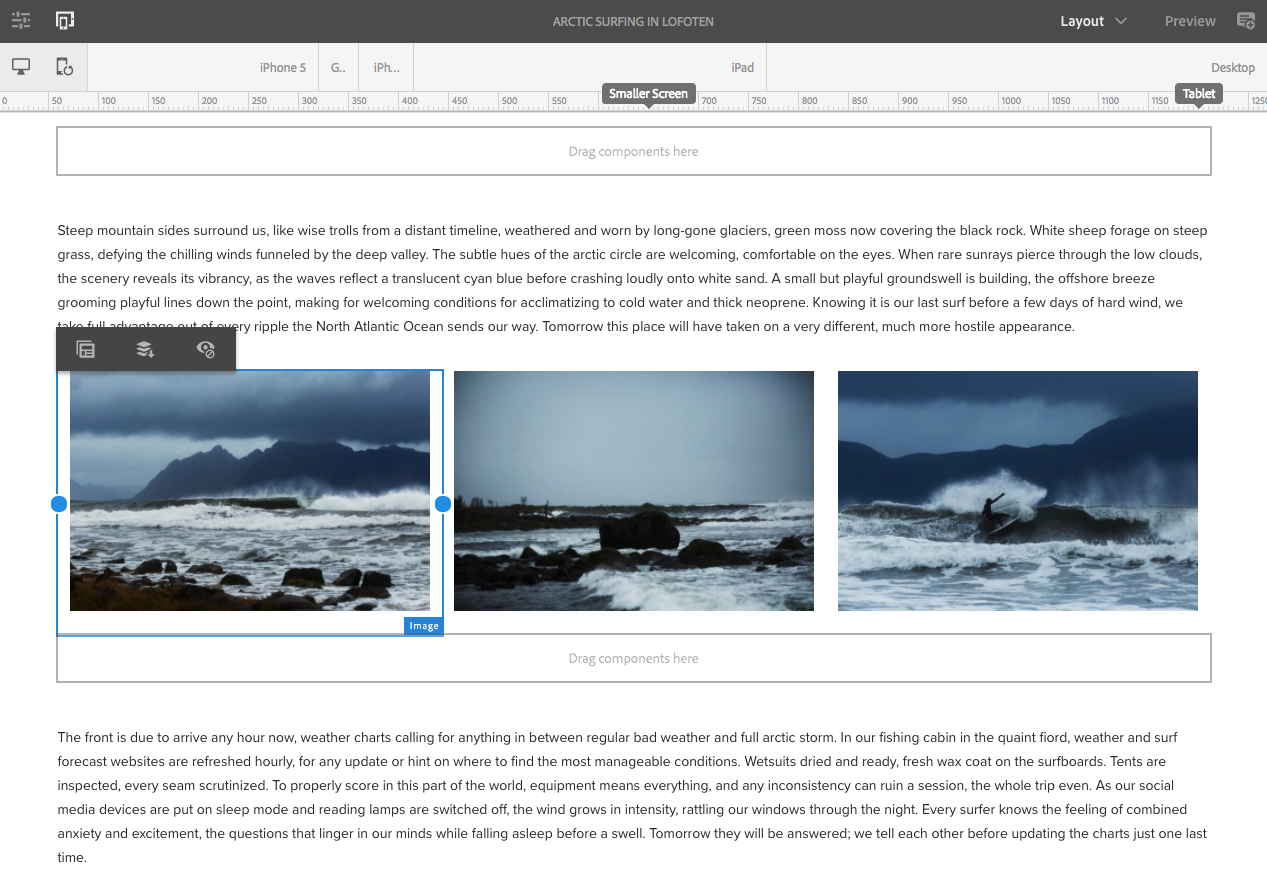 ARCTIC SURFING IN LOFOTEN
Layout
Preview
iPhone 5
G..
iPh...
iPad
Desktop
Smaller Screen
Tablet
0 50 100 150 200 250 300 350 400 450 500 550 700 750 800 850 900 950 1000 1050 1100 1150 1250
Drag components here
Steep mountain sides surround us, like wise trolls from a distant timeline, weathered and worn by long-gone glaciers, green moss now covering the black rock. White sheep forage on steep
grass, defying the chilling winds funneled by the deep valley. The subtle hues of the arctic circle are welcoming, comfortable on the eyes. When rare sunrays pierce through the low clouds,
the scenery reveals its vibrancy, as the waves reflect a translucent cyan blue before crashing loudly onto white sand. A small but playful groundswell is building, the offshore breeze
grooming playful lines down the point, making for welcoming conditions for acclimatizing to cold water and thick neoprene. Knowing it is our last surf before a few days of hard wind, we
take full advantage out of every ripple the North Atlantic Ocean sends our way. Tomorrow this place will have taken on a very different, much more hostile appearance.
Image
Drag components here
The front is due to arrive any hour now, weather charts calling for anything in between regular bad weather and full arctic storm. In our fishing cabin in the quaint fiord, weather and surf
forecast websites are refreshed hourly, for any update or hint on where to find the most manageable conditions. Wetsuits dried and ready, fresh wax coat on the surfboards. Tents are
inspected, every seam scrutinized. To properly score in this part of the world, equipment means everything, and any inconsistency can ruin a session, the whole trip even. As our social
media devices are put on sleep mode and reading lamps are switched off, the wind grows in intensity, rattling our windows through the night. Every surfer knows the feeling of combined
anxiety and excitement, the questions that linger in our minds while falling asleep before a swell. Tomorrow they will be answered; we tell each other before updating the charts just one last
time.